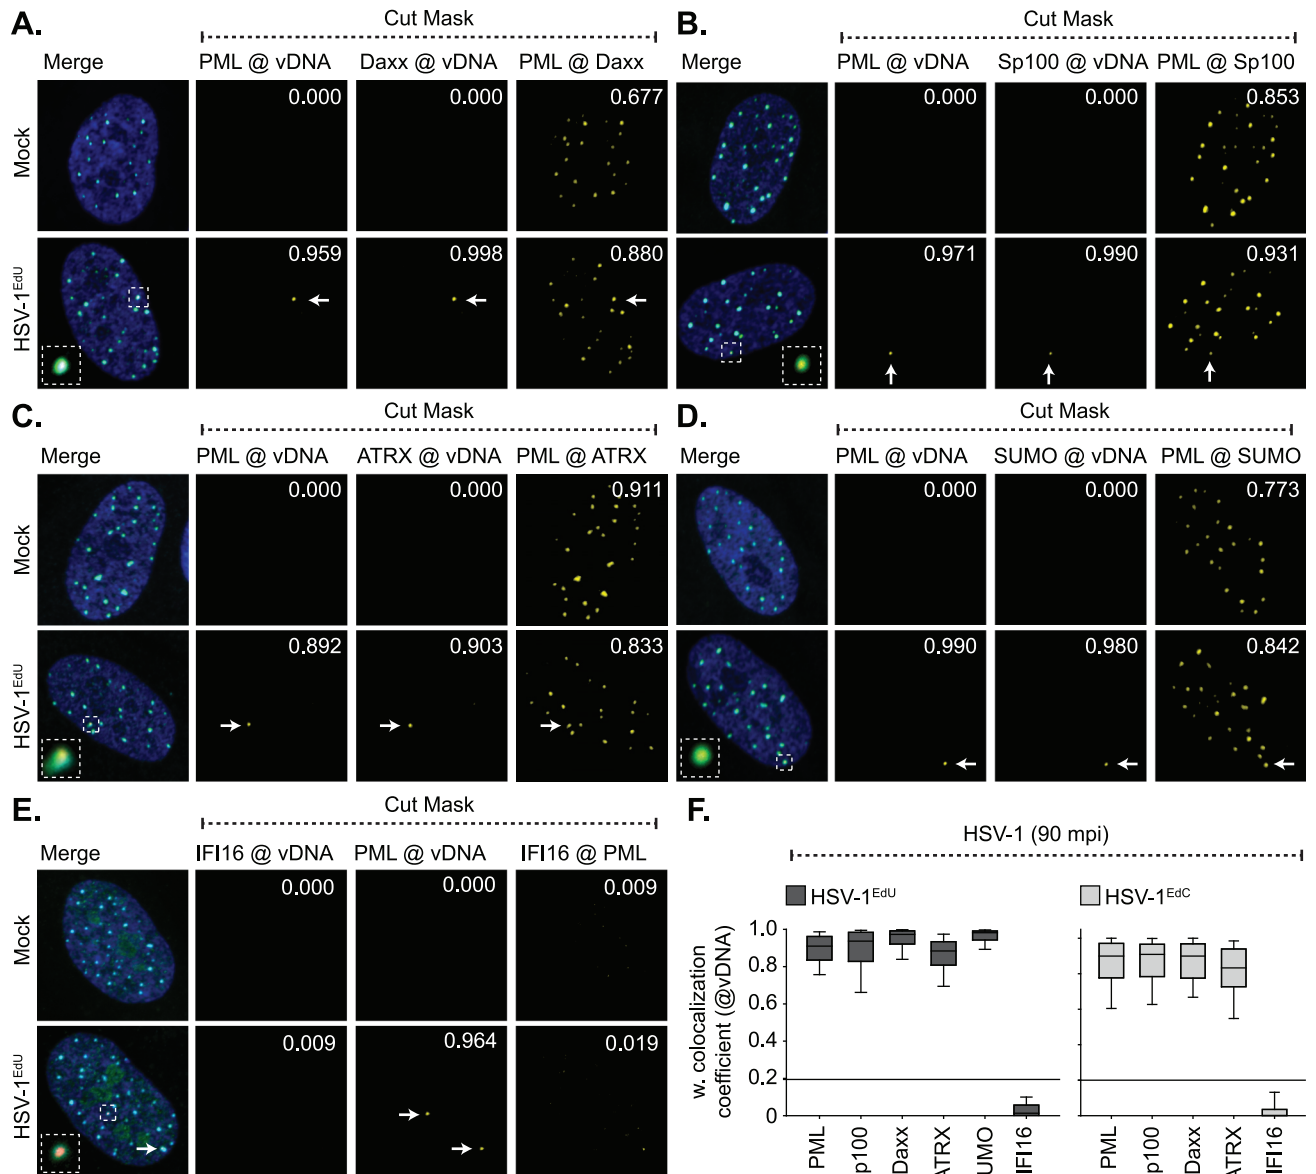 A.
Cut Mask
Merge
PML @ vDNA
Daxx @ vDNA
PML @ Daxx
Mock
0.000
0.000
0.677
HSV-1EdU
0.959
0.998
0.880
B.
Cut Mask
Merge
PML @ vDNA
Sp100 @ vDNA
PML @ Sp100
0.000
0.000
0.853
0.971
0.990
0.931
C.
Cut Mask
Merge
PML @ vDNA
ATRX @ vDNA
PML @ ATRX
Mock
0.000
0.000
0.911
HSV-1EdU
0.892
0.903
0.833
D.
Cut Mask
Merge
PML @ vDNA
SUMO @ vDNA
PML @ SUMO
0.000
0.000
0.773
0.990
0.980
0.842
E.
Cut Mask
Merge
IFI16 @ vDNA
PML @ vDNA
IFI16 @ PML
Mock
0.000
0.000
0.009
HSV-1EdU
0.009
0.964
0.019
F.
HSV-1 (90 mpi)
HSV-1EdU
HSV-1EdC
w. colocalization
coefficient (@vDNA)
1.0
0.8
0.6
0.2
0
PML
p100
Daxx
ATRX
UMO
IFI16
PML
p100
Daxx
ATRX
IFI16